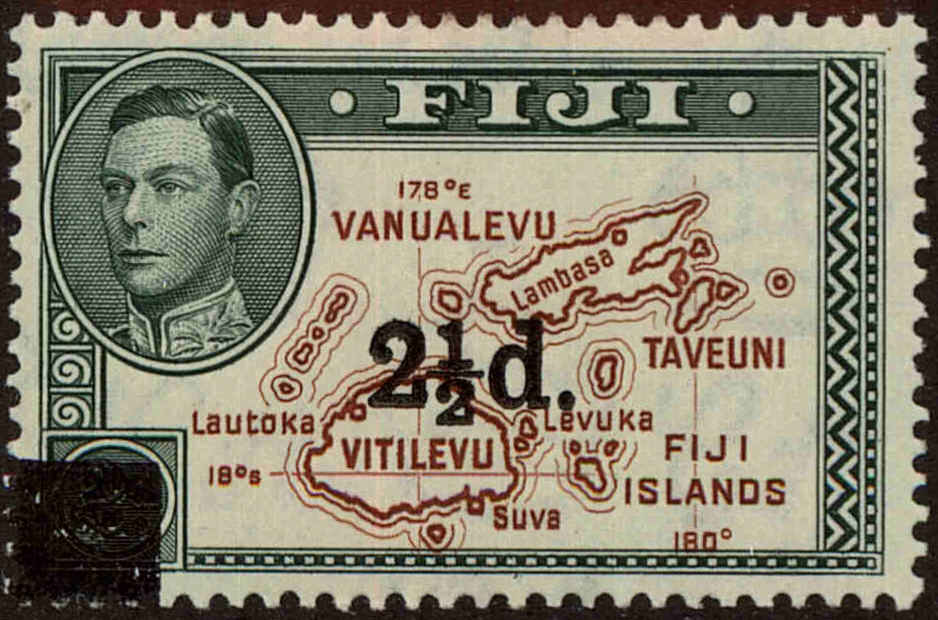 FIJI
178°E
VANUALEVU
Lambasa
2½d.
TAVEUNI
Lautoka
Levuka
VITILEVU
FIJI
18°S
ISLANDS
Suva
180°